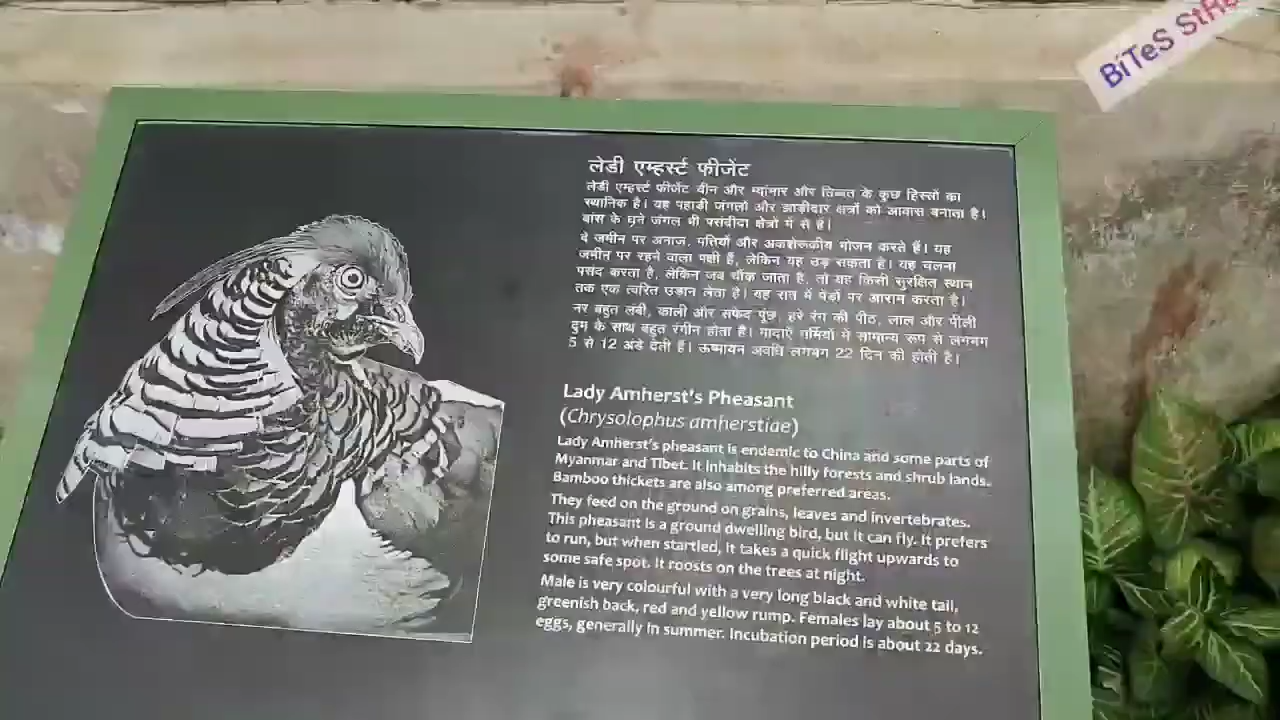 BiTeS StRe
लेडी एम्हर्स्ट फीजेंट
लेडी एम्हर्स्ट फीजेंट चीन और म्यांमार और तिब्बत के कुछ हिस्सों का
स्थानिक है। यह पहाड़ी जंगलों और झाड़ीदार क्षेत्रों को आवास बनाता है।
बांस के घने जंगल भी पसंदीदा क्षेत्रों में से हैं।
वे जमीन पर अनाज, पत्तियों और अकशेरूकीय भोजन करते हैं। यह
जमीन पर रहने वाला पक्षी हैं, लेकिन यह उड़ सकता है। यह चलना
पसंद करता है, लेकिन जब चौंक जाता है, तो यह किसी सुरक्षित स्थान
तक एक त्वरित उड़ान लेता है। यह रात में पेड़ों पर आराम करता है।
नर बहुत लंबी, काली और सफेद पूंछ, हरे रंग की पीठ, लाल और पीली
दुम के साथ बहुत रंगीन होता है। मादाएँ गर्मियों में सामान्य रूप से लगभग
5 से 12 अंडे देती हैं। ऊष्मायन अवधि लगभग 22 दिन की होती है।
Lady Amherst's Pheasant
(Chrysolophus amherstiae)
Lady Amherst's pheasant is endemic to China and some parts of
Myanmar and Tibet. It inhabits the hilly forests and shrub lands.
Bamboo thickets are also among preferred areas.
They feed on the ground on grains, leaves and invertebrates.
This pheasant is a ground dwelling bird, but it can fly. It prefers
to run, but when startled, it takes a quick flight upwards to
some safe spot. It roosts on the trees at night.
Male is very colourful with a very long black and white tail,
greenish back, red and yellow rump. Females lay about 5 to 12
eggs, generally in summer. Incubation period is about 22 days.